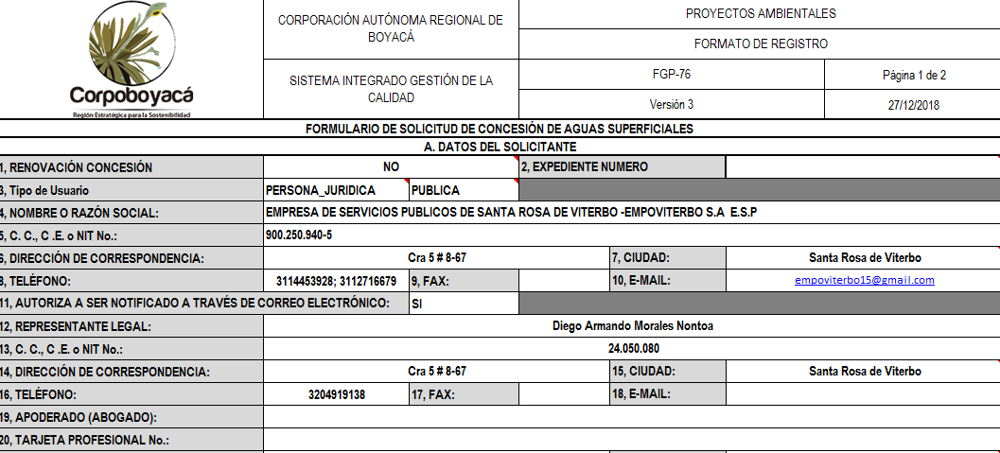 Corpoboyacá
Región Estratégica para la Sostenibilidad
CORPORACIÓN AUTÓNOMA REGIONAL DE
BOYACÁ
SISTEMA INTEGRADO GESTIÓN DE LA
CALIDAD
PROYECTOS AMBIENTALES
FORMATO DE REGISTRO
FGP-76 Página 1 de 2
Versión 3 27/12/2018
FORMULARIO DE SOLICITUD DE CONCESIÓN DE AGUAS SUPERFICIALES
A. DATOS DEL SOLICITANTE
1, RENOVACIÓN CONCESIÓN NO 2, EXPEDIENTE NUMERO
3, Tipo de Usuario PERSONA_JURIDICA PUBLICA
4, NOMBRE O RAZÓN SOCIAL: EMPRESA DE SERVICIOS PUBLICOS DE SANTA ROSA DE VITERBO -EMPOVITERBO S.A E.S.P
5, C. C., C .E. o NIT No.: 900.250.940-5
6, DIRECCIÓN DE CORRESPONDENCIA: Cra 5 # 8-67 7, CIUDAD: Santa Rosa de Viterbo
8, TELÉFONO: 3114453928; 3112716679 9, FAX: 10, E-MAIL: empoviterbo15@gmail.com
11, AUTORIZA A SER NOTIFICADO A TRAVÉS DE CORREO ELECTRÓNICO: SI
12, REPRESENTANTE LEGAL: Diego Armando Morales Nontoa
13, C. C., C .E. o NIT No.: 24.050.080
14, DIRECCIÓN DE CORRESPONDENCIA: Cra 5 # 8-67 15, CIUDAD: Santa Rosa de Viterbo
16, TELÉFONO: 3204919138 17, FAX: 18, E-MAIL:
19, APODERADO (ABOGADO):
20, TARJETA PROFESIONAL No.: